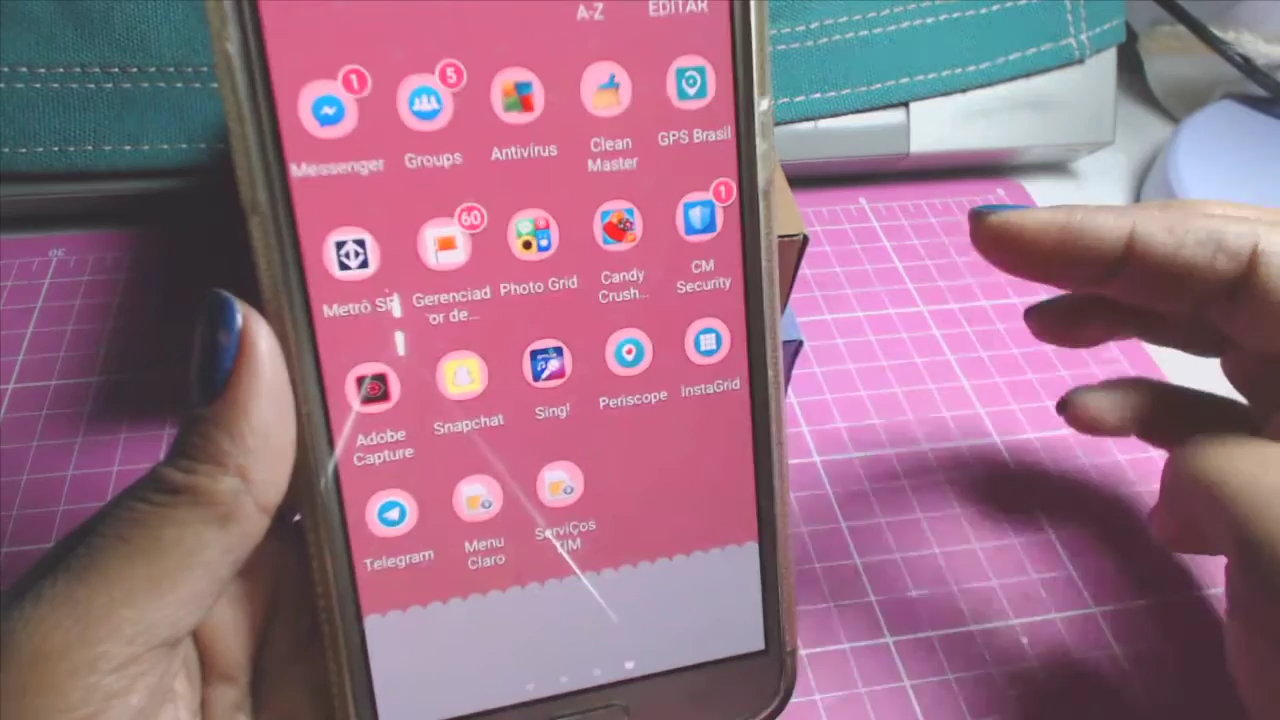 A-Z EDITAR
1 5
Messenger Groups Antivírus Clean Master GPS Brasil
60 1
Metrô SP Gerenciad or de... Photo Grid Candy Crush... CM Security
Adobe Capture Snapchat Sing! Periscope InstaGrid
Telegram Menu Claro ServiÇos TIM
30